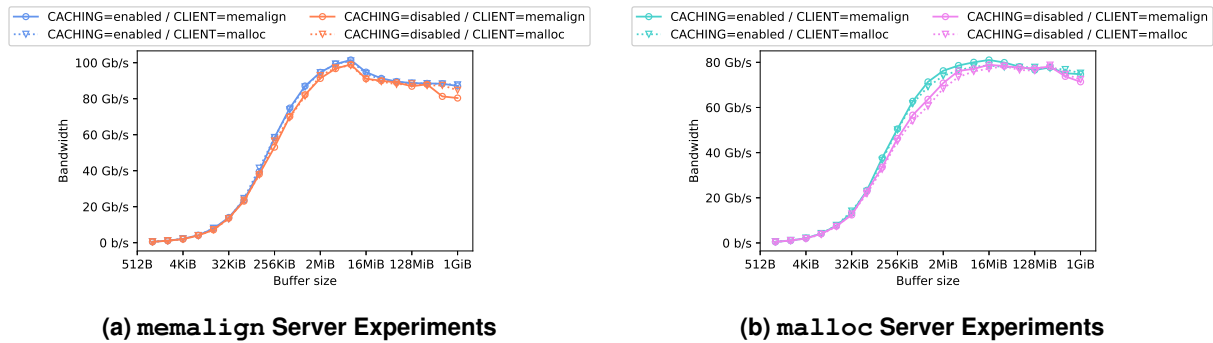 CACHING=enabled / CLIENT=memalign
CACHING=disabled / CLIENT=memalign
CACHING=enabled / CLIENT=malloc
CACHING=disabled / CLIENT=malloc
100 Gb/s
80 Gb/s
60 Gb/s
40 Gb/s
20 Gb/s
0 b/s
Bandwidth
512B 4KiB 32KiB 256KiB 2MiB 16MiB 128MiB 1GiB
Buffer size
(a) memalign Server Experiments
CACHING=enabled / CLIENT=memalign
CACHING=disabled / CLIENT=memalign
CACHING=enabled / CLIENT=malloc
CACHING=disabled / CLIENT=malloc
80 Gb/s
60 Gb/s
40 Gb/s
20 Gb/s
0 b/s
Bandwidth
512B 4KiB 32KiB 256KiB 2MiB 16MiB 128MiB 1GiB
Buffer size
(b) malloc Server Experiments